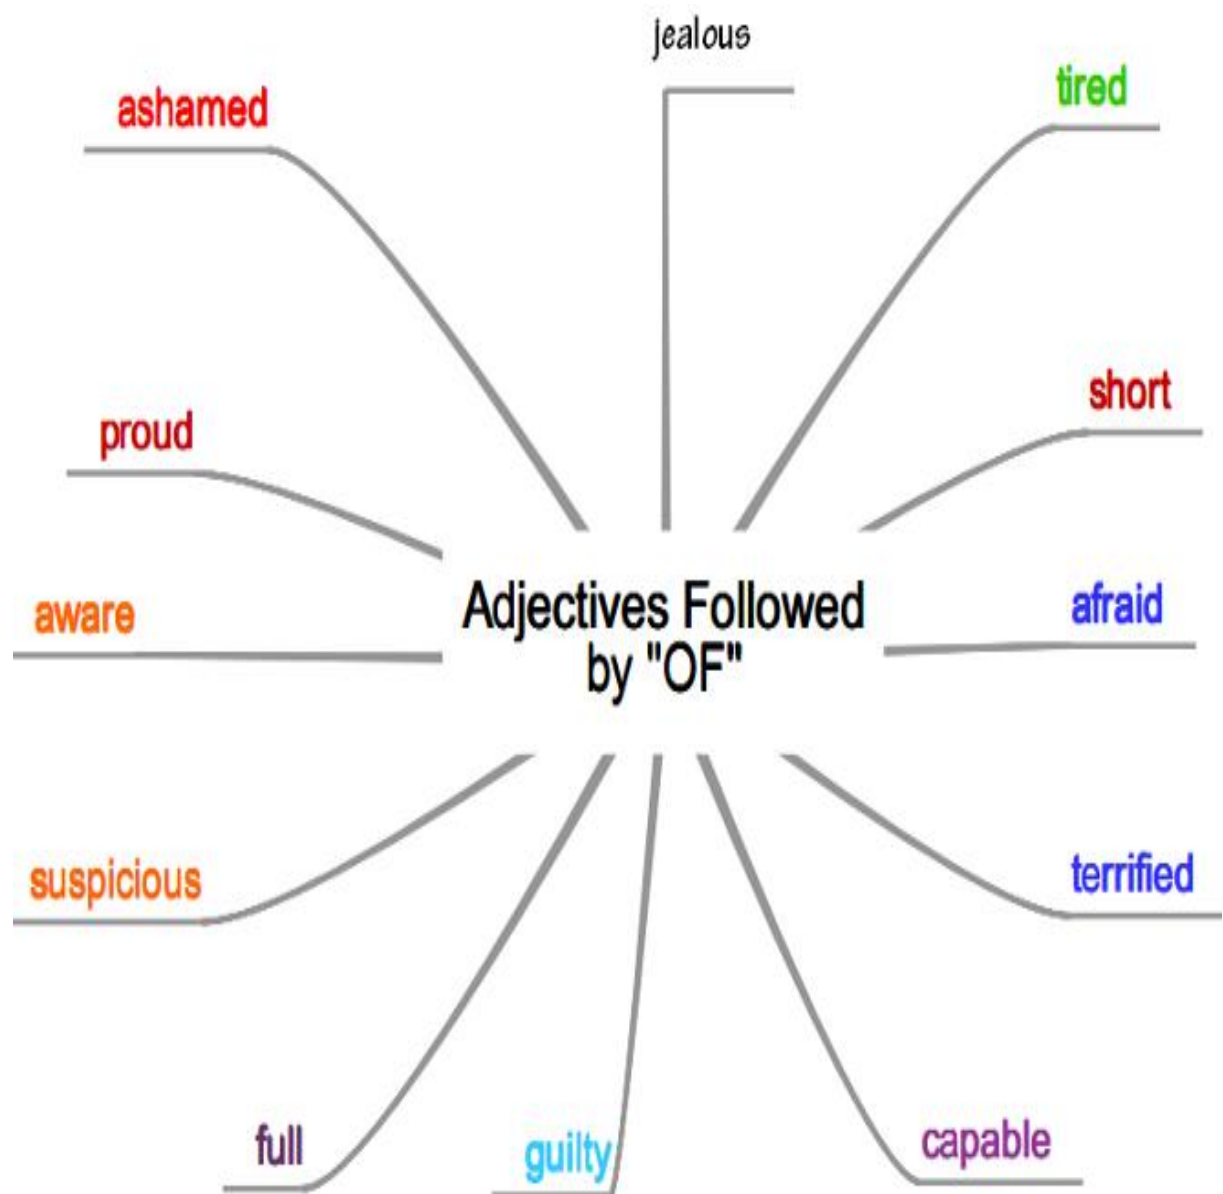 jealous
tired
ashamed
short
proud
Adjectives Followed
by "OF"
afraid
aware
terrified
suspicious
capable
full
guilty